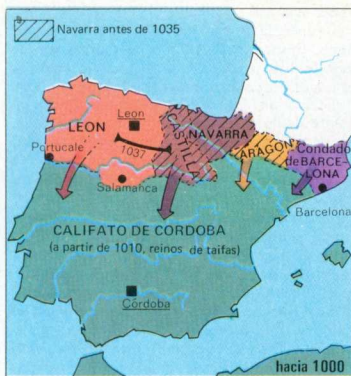 a
Navarra antes de 1035
LEON
Leon
CASTILLA
NAVARRA
ARAGON
Condado
de BARCE-
LONA
Portucale
1037
Salamanca
Barcelona
CALIFATO DE CORDOBA
(a partir de 1010, reinos de taifas)
Córdoba
hacia 1000